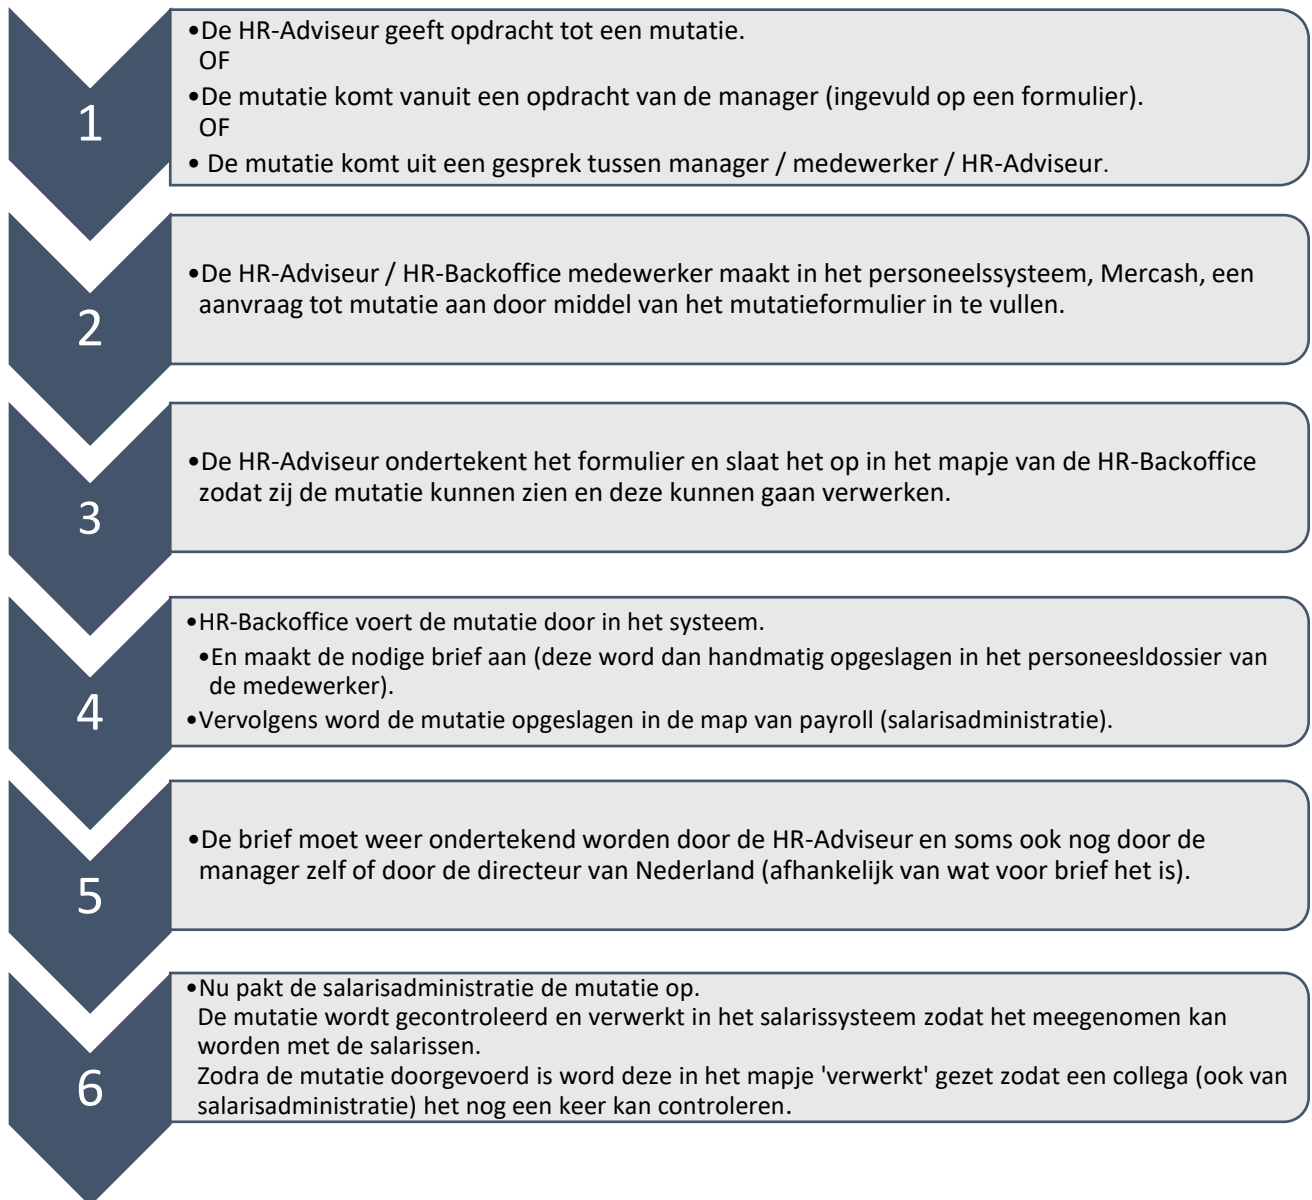 1
•De HR-Adviseur geeft opdracht tot een mutatie.
OF
•De mutatie komt vanuit een opdracht van de manager (ingevuld op een formulier).
OF
• De mutatie komt uit een gesprek tussen manager / medewerker / HR-Adviseur.
2
•De HR-Adviseur / HR-Backoffice medewerker maakt in het personeelssysteem, Mercash, een
aanvraag tot mutatie aan door middel van het mutatieformulier in te vullen.
3
•De HR-Adviseur ondertekent het formulier en slaat het op in het mapje van de HR-Backoffice
zodat zij de mutatie kunnen zien en deze kunnen gaan verwerken.
4
•HR-Backoffice voert de mutatie door in het systeem.
•En maakt de nodige brief aan (deze word dan handmatig opgeslagen in het personeesldossier van
de medewerker).
•Vervolgens word de mutatie opgeslagen in de map van payroll (salarisadministratie).
5
•De brief moet weer ondertekend worden door de HR-Adviseur en soms ook nog door de
manager zelf of door de directeur van Nederland (afhankelijk van wat voor brief het is).
6
•Nu pakt de salarisadministratie de mutatie op.
De mutatie wordt gecontroleerd en verwerkt in het salarissysteem zodat het meegenomen kan
worden met de salarissen.
Zodra de mutatie doorgevoerd is word deze in het mapje 'verwerkt' gezet zodat een collega (ook van
salarisadministratie) het nog een keer kan controleren.